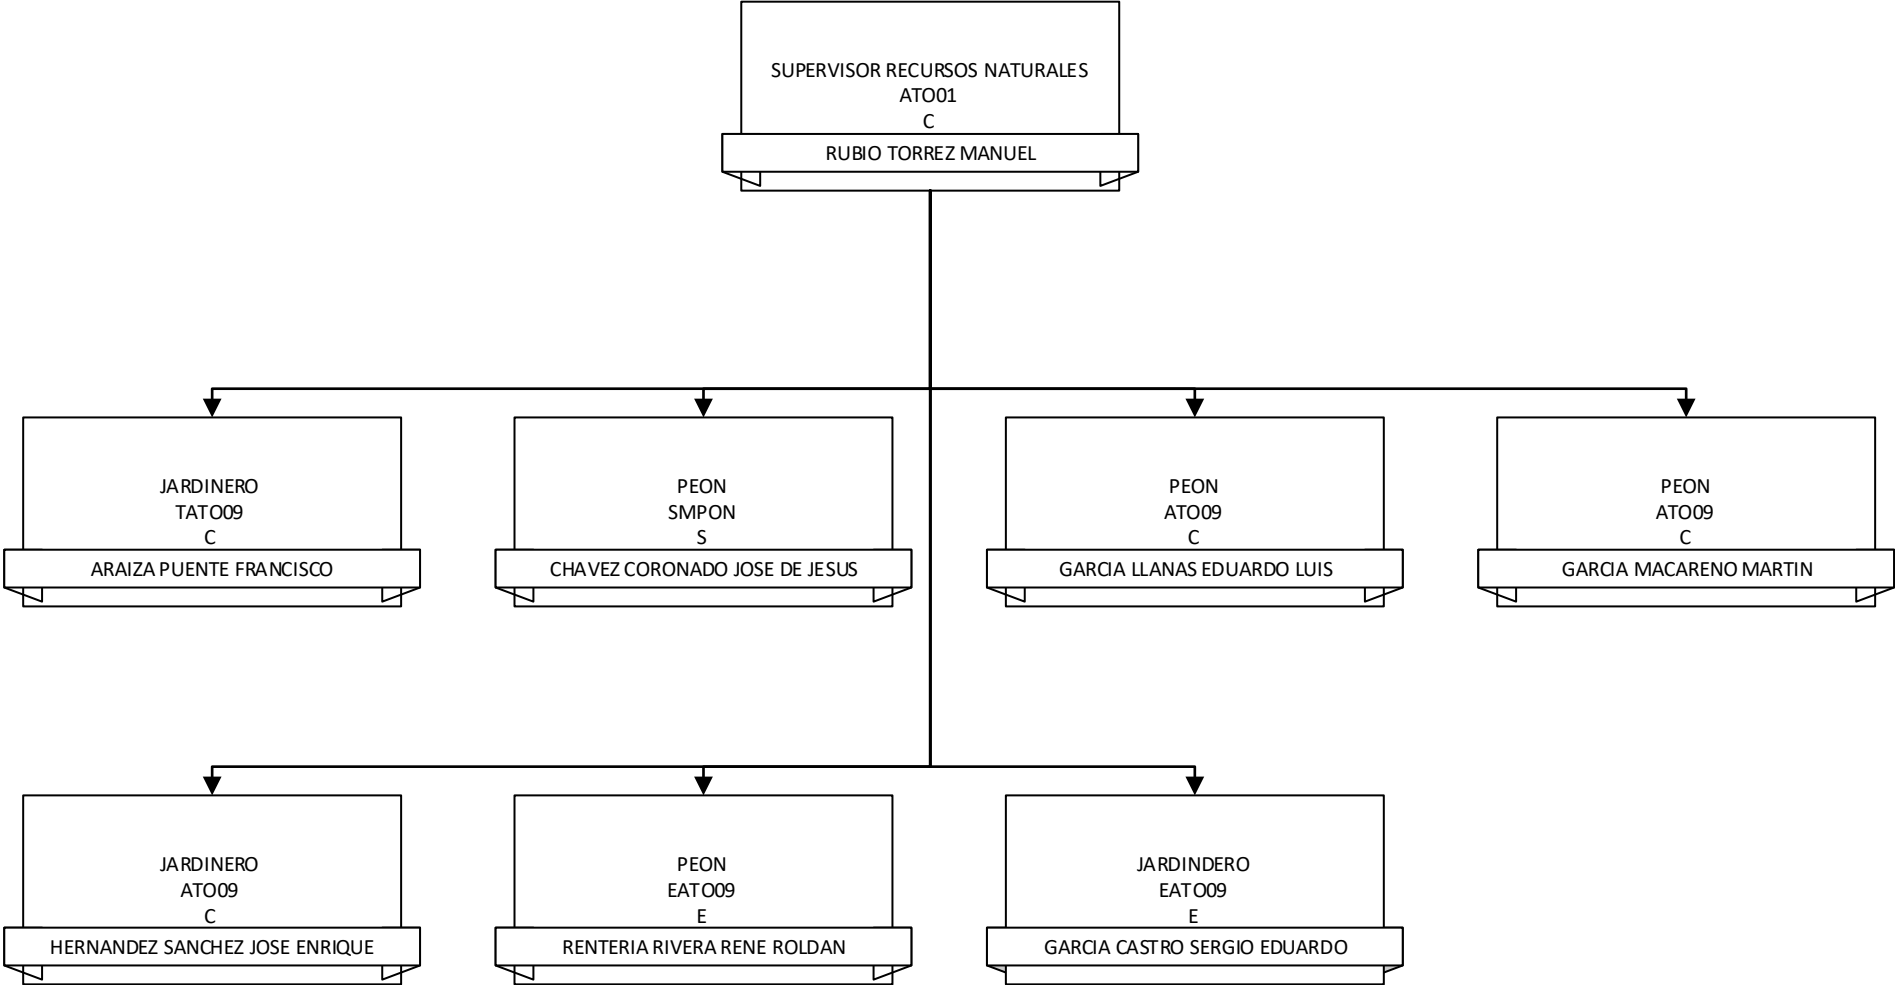 SUPERVISOR RECURSOS NATURALES
ATO01
C
RUBIO TORREZ MANUEL
JARDINERO
TATO09
C
ARAIZA PUENTE FRANCISCO
PEON
SMPON
S
CHAVEZ CORONADO JOSE DE JESUS
PEON
ATO09
C
GARCIA LLANAS EDUARDO LUIS
PEON
ATO09
C
GARCIA MACARENO MARTIN
JARDINERO
ATO09
C
HERNANDEZ SANCHEZ JOSE ENRIQUE
PEON
EATO09
E
RENTERIA RIVERA RENE ROLDAN
JARDINDERO
EATO09
E
GARCIA CASTRO SERGIO EDUARDO